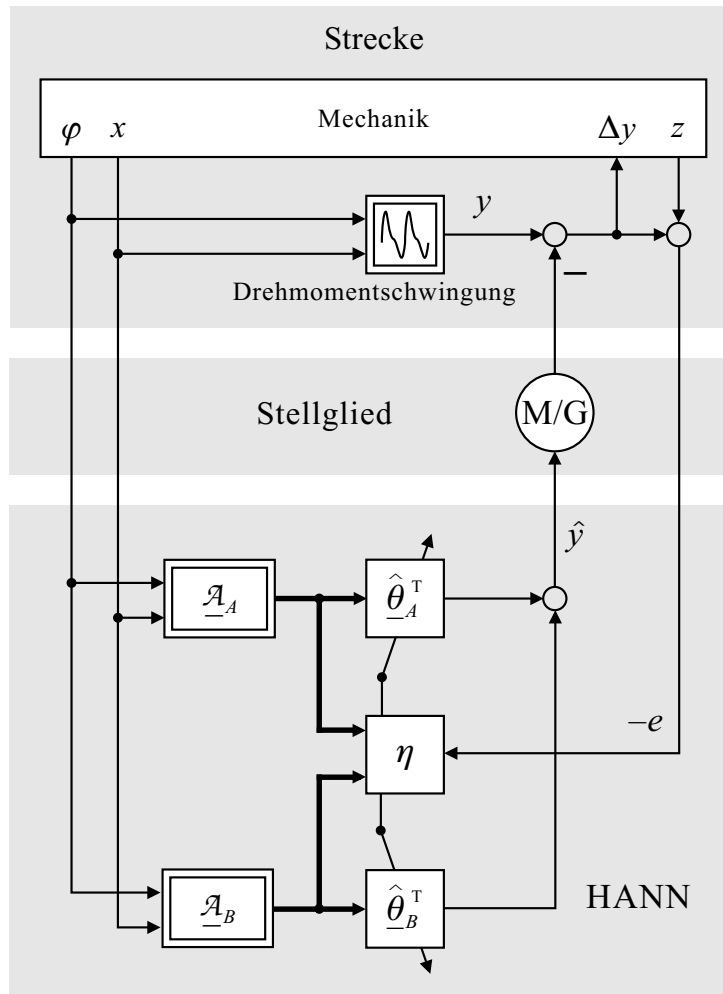 Strecke
Mechanik
φ x Δy z
y
Drehmomentschwingung
−
Stellglied
M/G
ŷ
𝒜_A
θ̂_A^T
−e
η
𝒜_B
θ̂_B^T
HANN